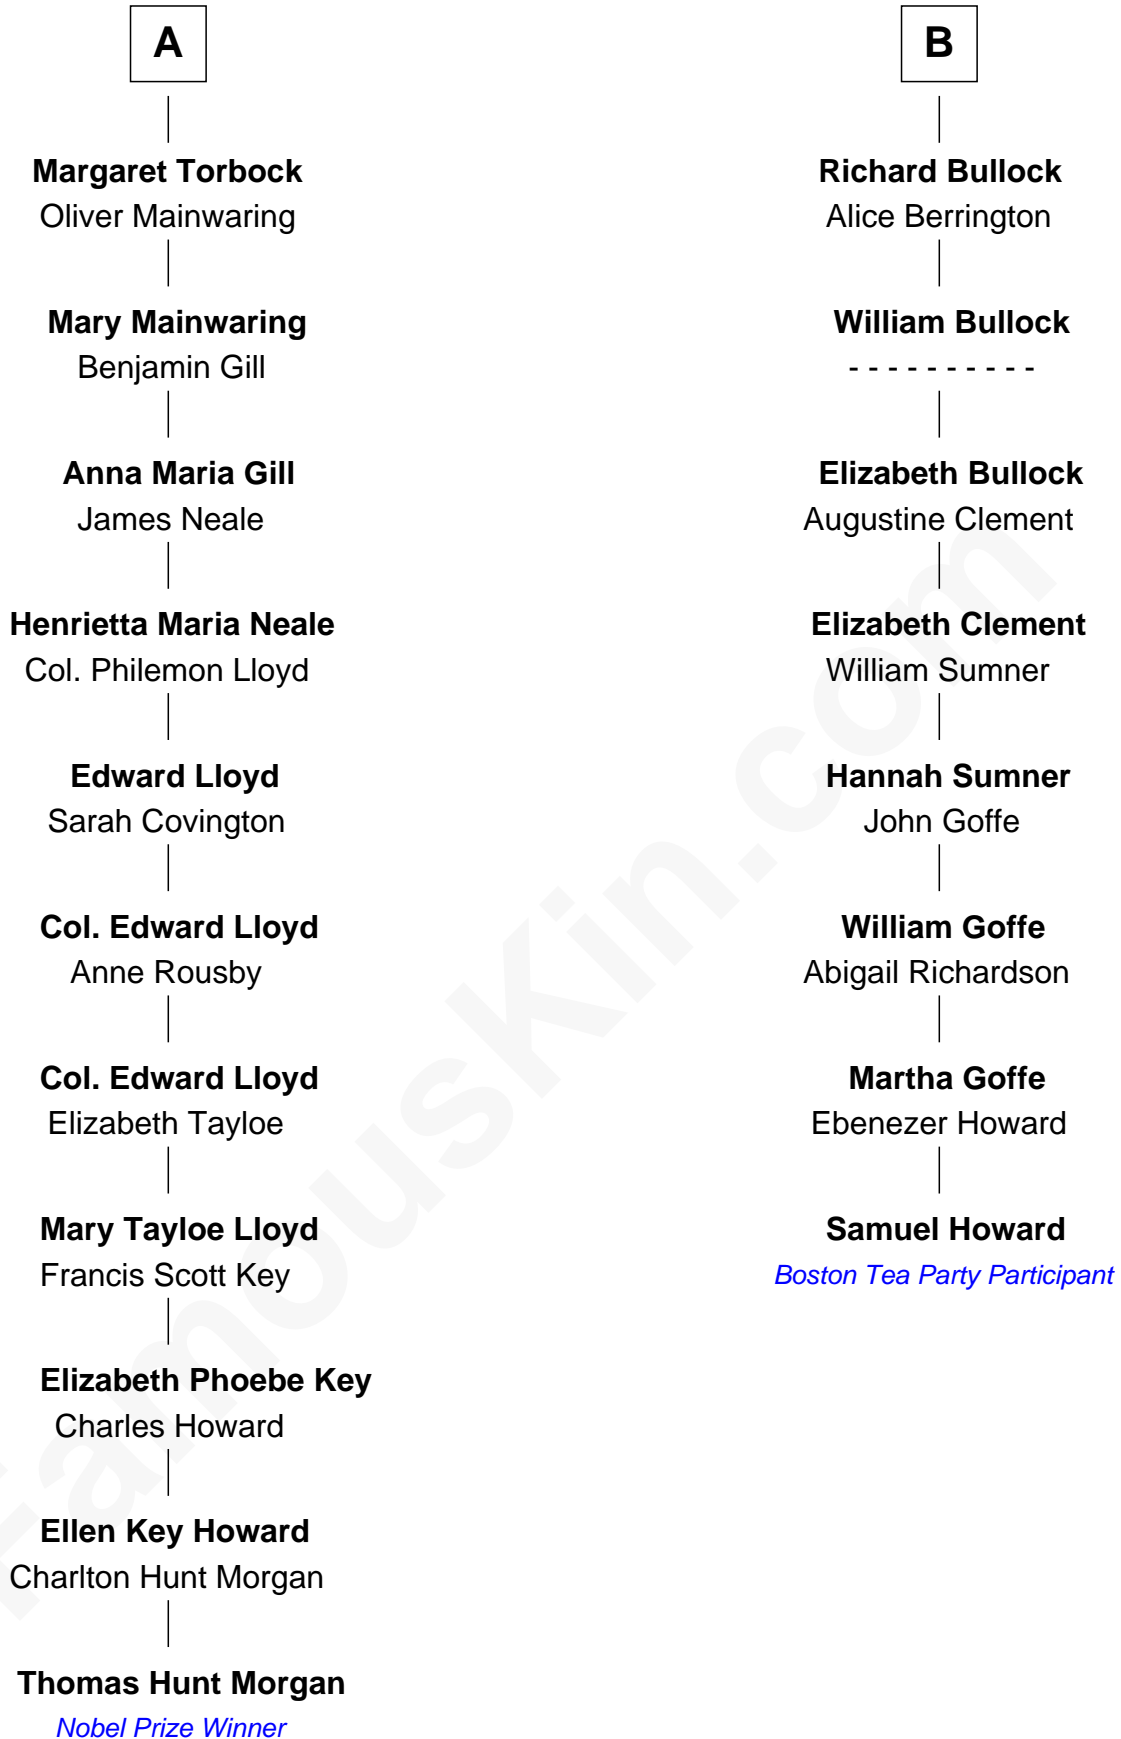 A
Margaret Torbock
Oliver Mainwaring
Mary Mainwaring
Benjamin Gill
Anna Maria Gill
James Neale
Henrietta Maria Neale
Col. Philemon Lloyd
Edward Lloyd
Sarah Covington
Col. Edward Lloyd
Anne Rousby
Col. Edward Lloyd
Elizabeth Tayloe
Mary Tayloe Lloyd
Francis Scott Key
Elizabeth Phoebe Key
Charles Howard
Ellen Key Howard
Charlton Hunt Morgan
Thomas Hunt Morgan
Nobel Prize Winner
B
Richard Bullock
Alice Berrington
William Bullock
- - - - - - - - - -
Elizabeth Bullock
Augustine Clement
Elizabeth Clement
William Sumner
Hannah Sumner
John Goffe
William Goffe
Abigail Richardson
Martha Goffe
Ebenezer Howard
Samuel Howard
Boston Tea Party Participant
FamousKin.com